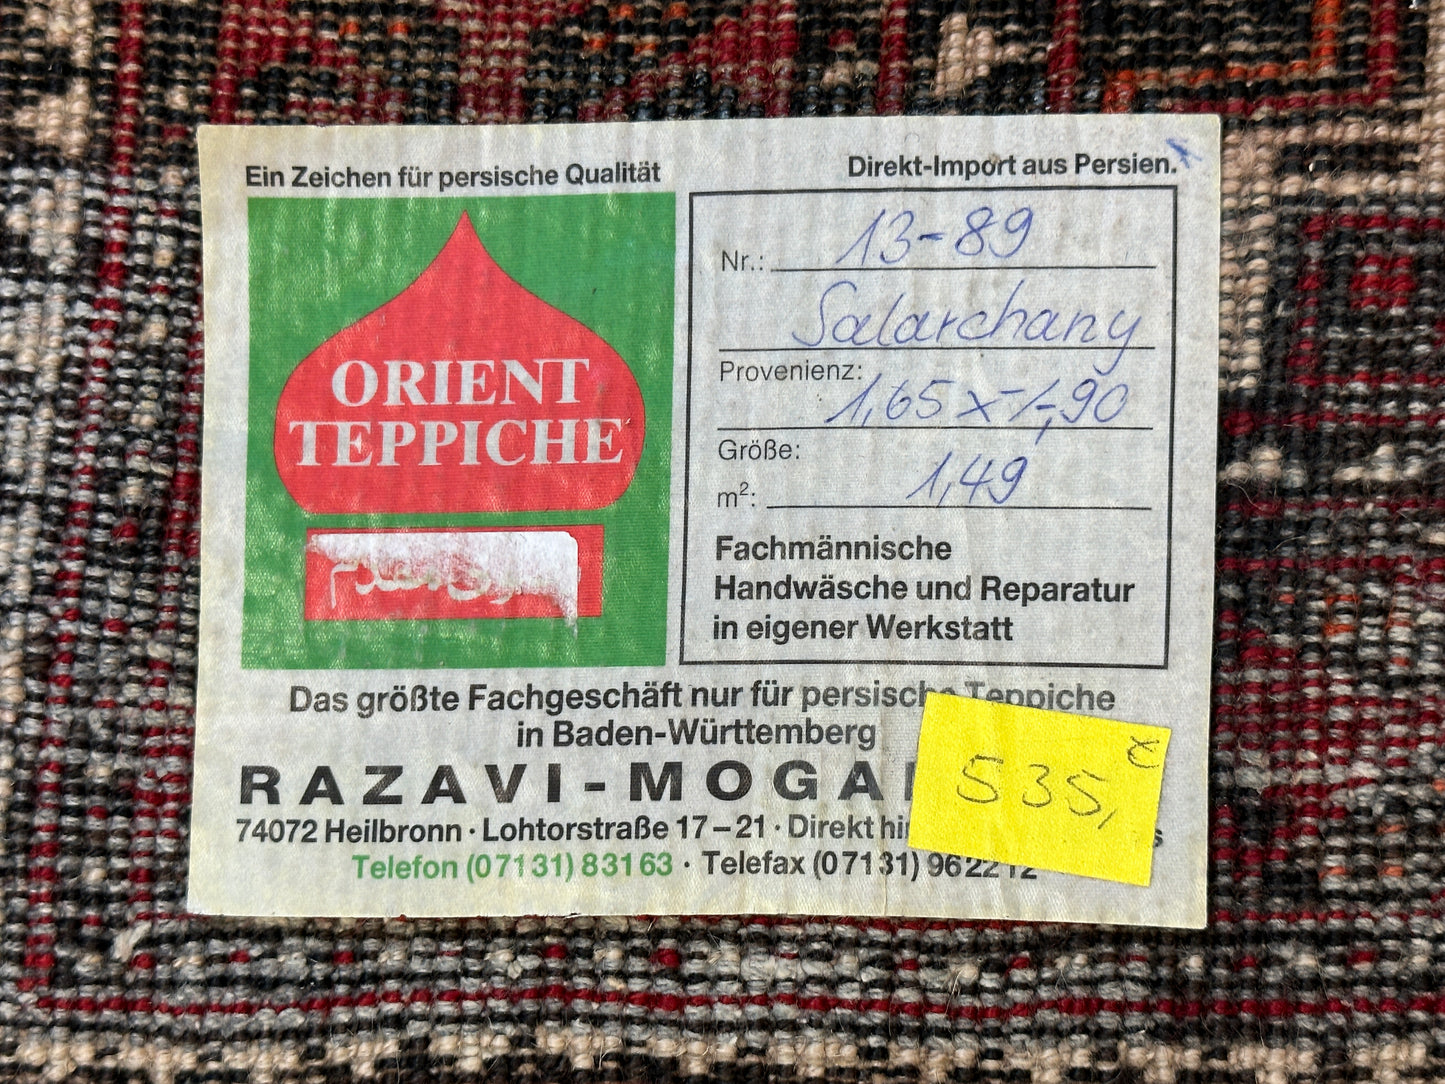 Ein Zeichen für persische Qualität
Direkt-Import aus Persien.
ORIENT
TEPPICHE
Nr.: 13-89
Salarchany
Provenienz:
1,65 x -,90
Größe:
m²: 1,49
Fachmännische
Handwäsche und Reparatur
in eigener Werkstatt
Das größte Fachgeschäft nur für persische Teppiche
in Baden-Württemberg
RAZAVI-MOGA
74072 Heilbronn · Lohtorstraße 17–21 · Direkt
Telefon (07131) 83163 · Telefax (07131) 962212
535,